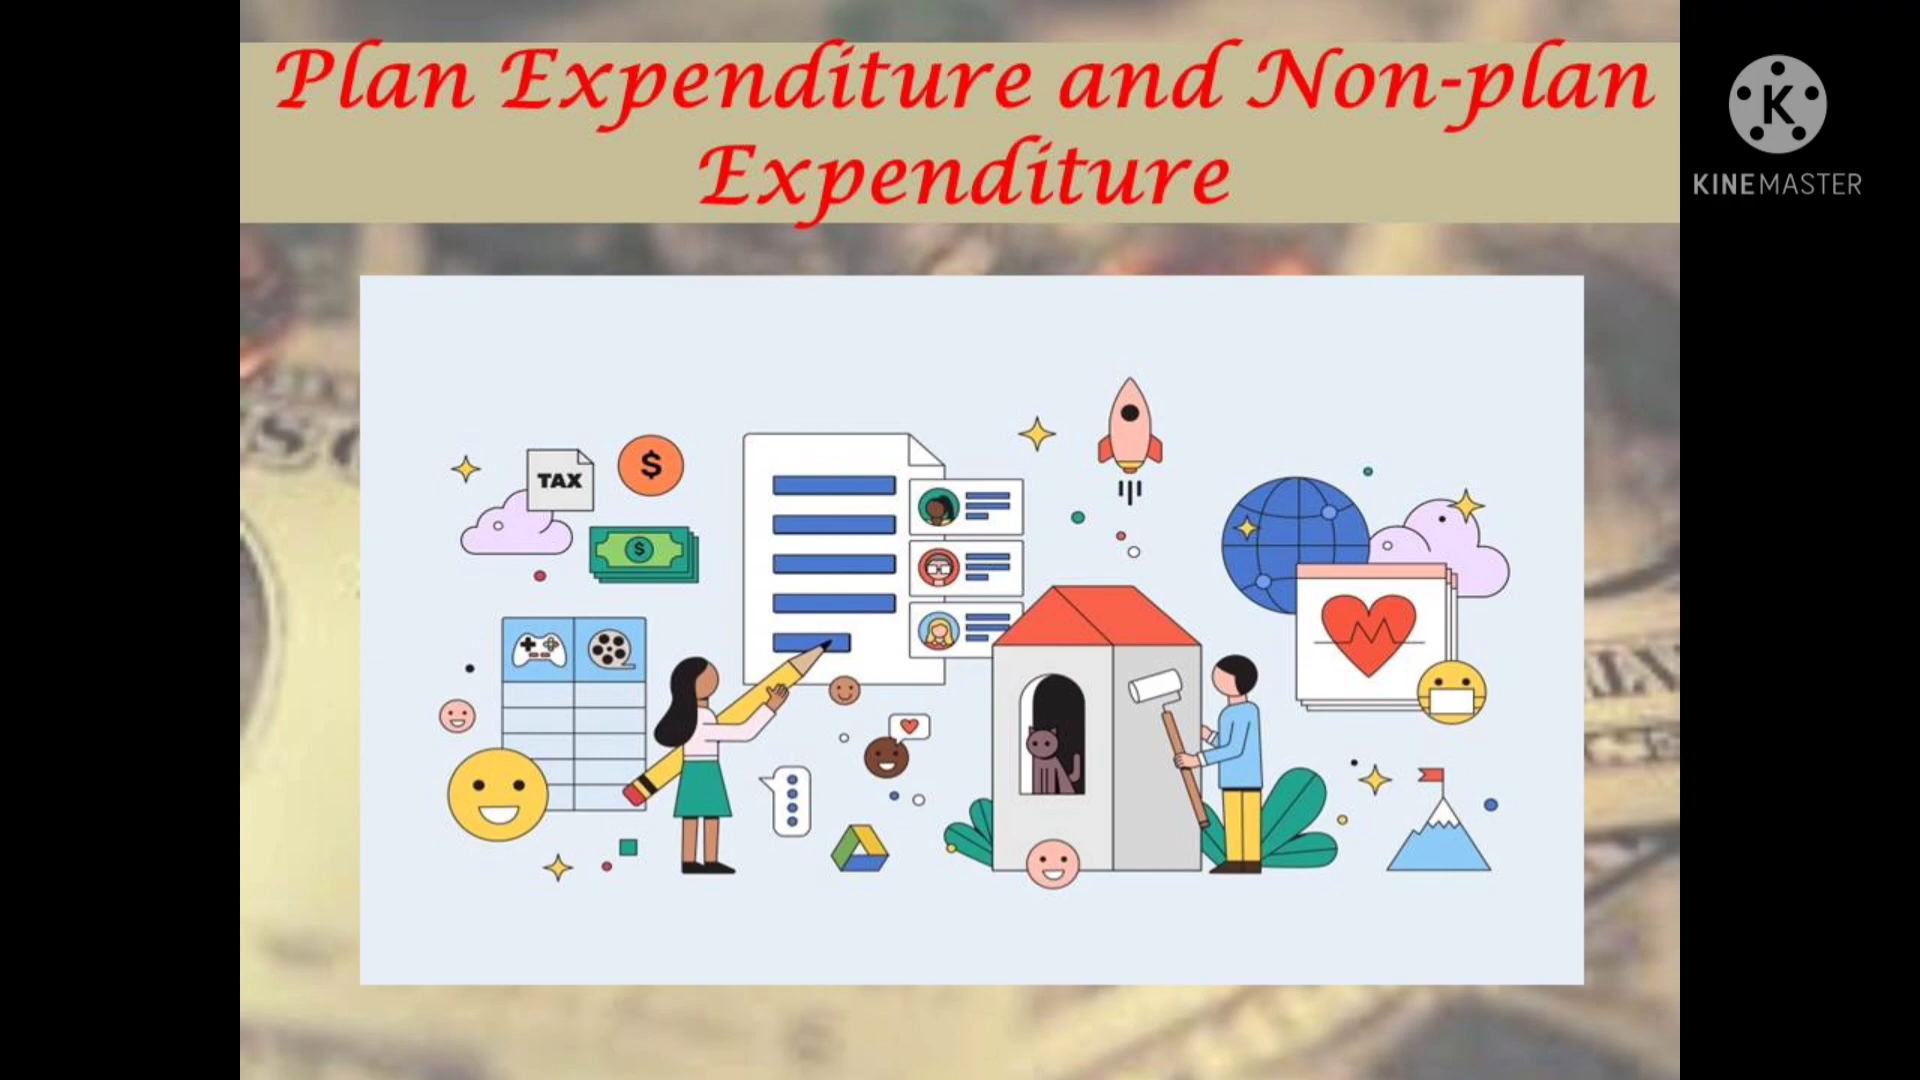 Plan Expenditure and Non-plan
Expenditure
K
KINEMASTER
TAX
$
$